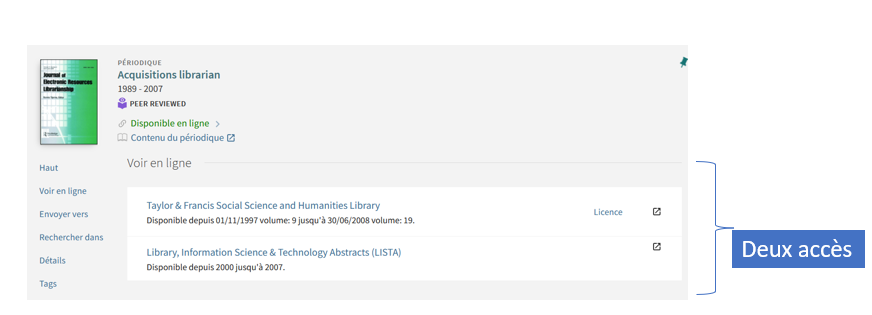 PÉRIODIQUE
Acquisitions librarian
1989 - 2007
PEER REVIEWED
Disponible en ligne
Contenu du périodique
Journal of
Electronic Resources
Librarianship
Haut
Voir en ligne
Envoyer vers
Rechercher dans
Détails
Tags
Voir en ligne
Taylor & Francis Social Science and Humanities Library
Disponible depuis 01/11/1997 volume: 9 jusqu'à 30/06/2008 volume: 19.
Licence
Library, Information Science & Technology Abstracts (LISTA)
Disponible depuis 2000 jusqu'à 2007.
Deux accès